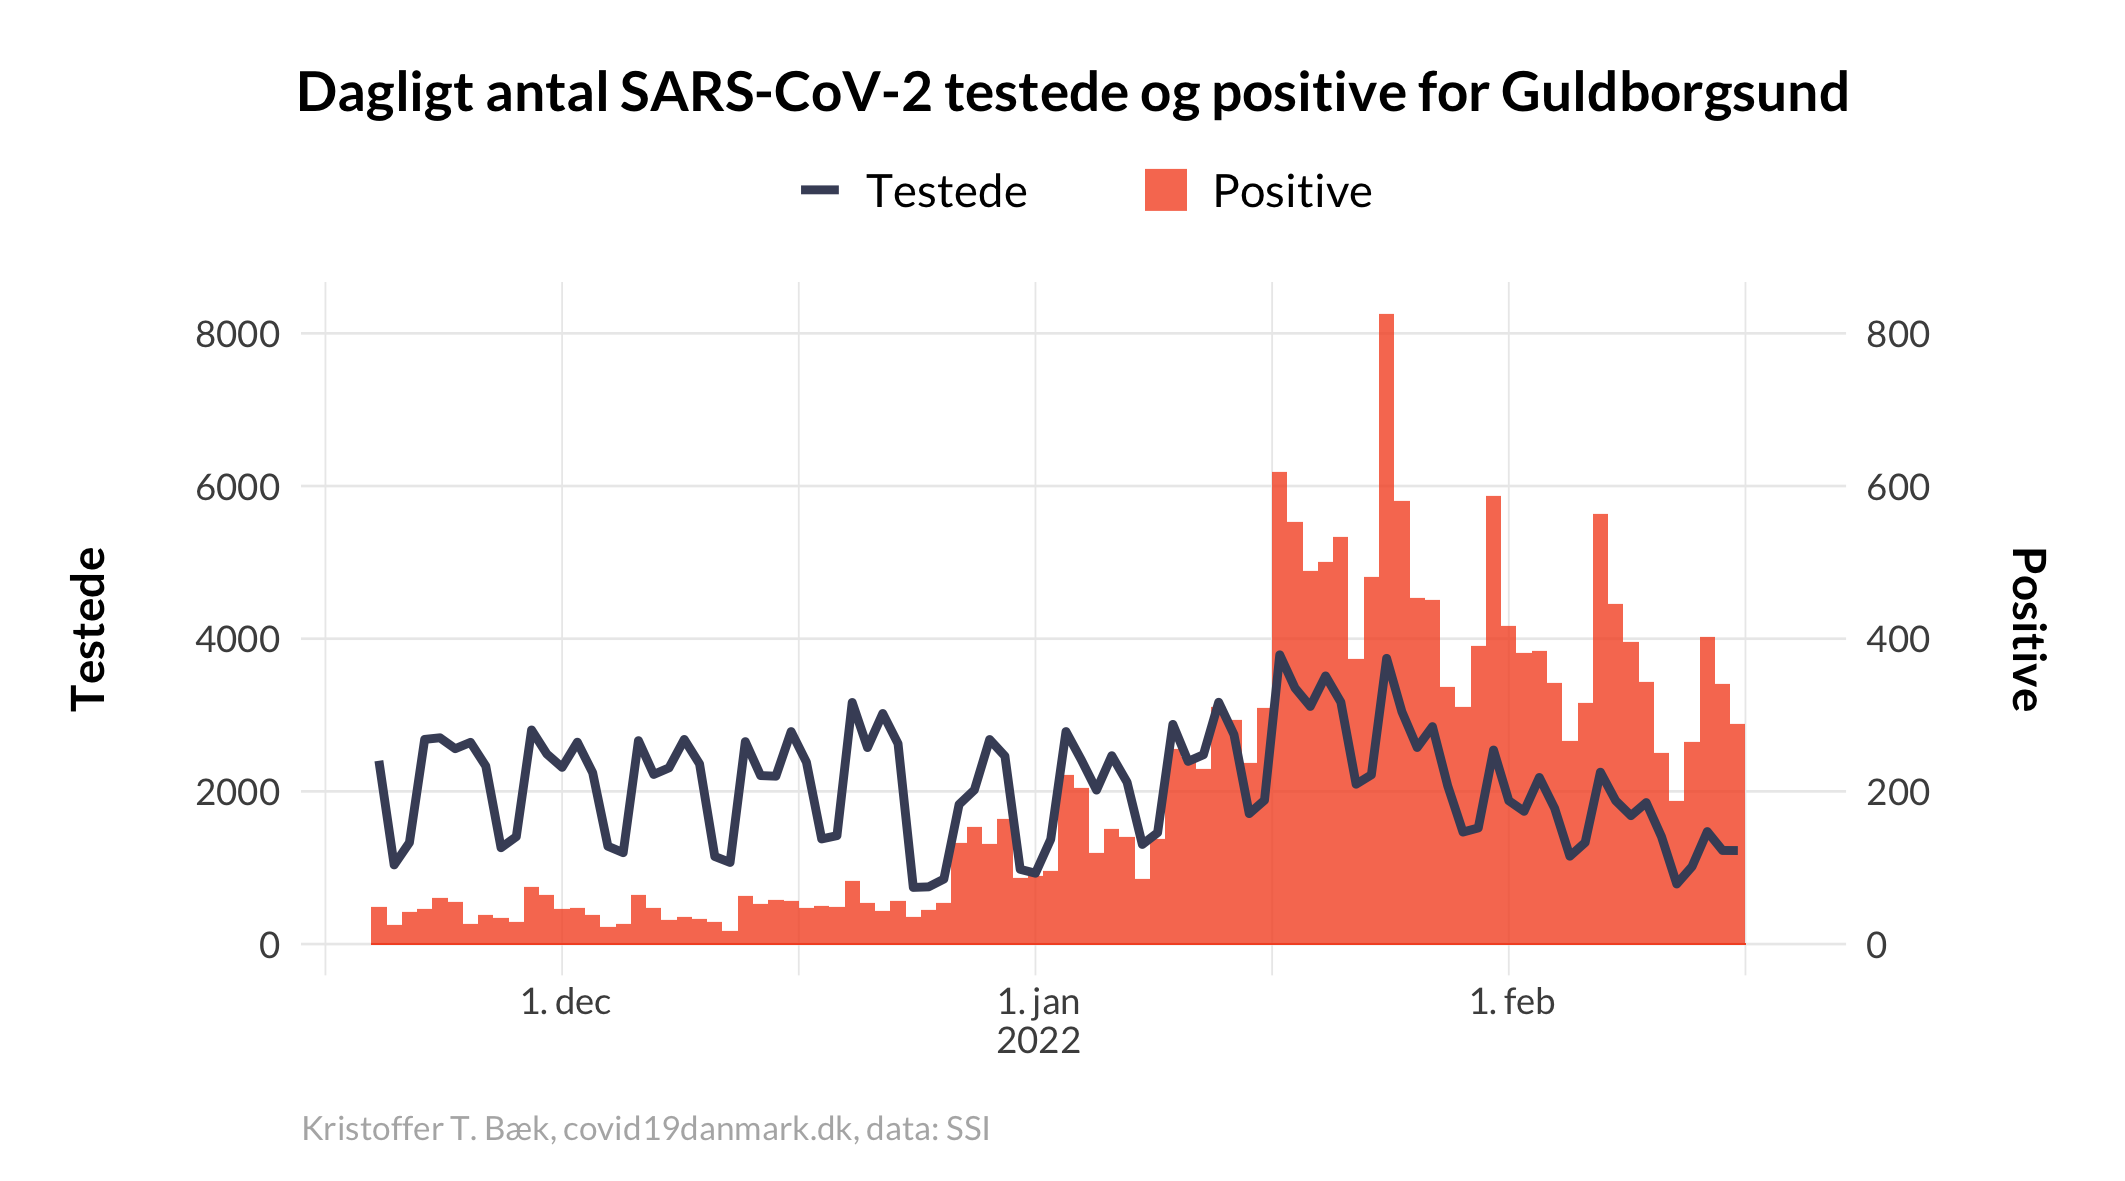 Dagligt antal SARS-CoV-2 testede og positive for Guldborgsund
Testede
Positive
8000
6000
4000
2000
0
Testede
800
600
400
200
0
Positive
1. dec
1. jan
2022
1. feb
Kristoffer T. Bæk, covid19danmark.dk, data: SSI